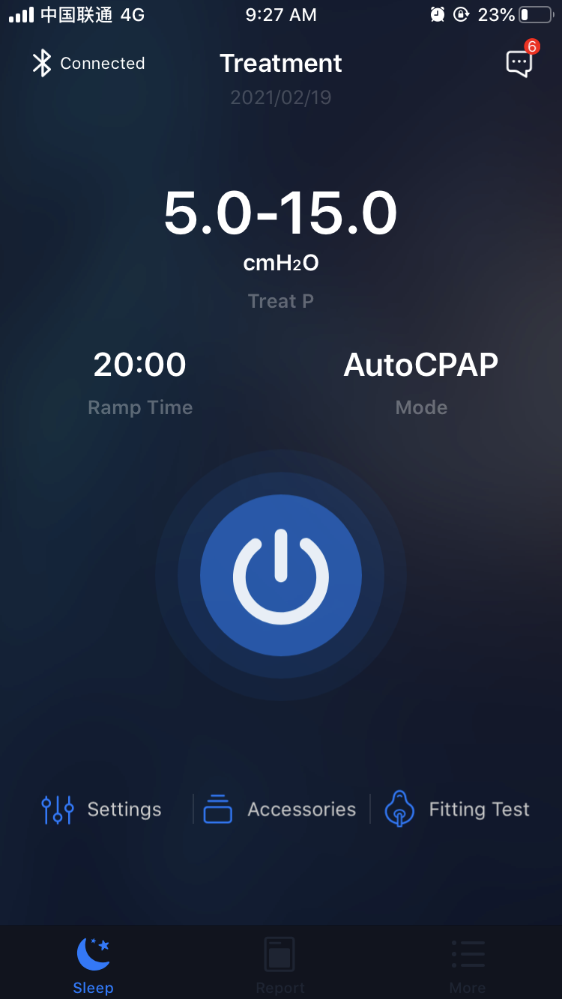 中国联通 4G 9:27 AM 23%
Connected Treatment 6
2021/02/19
5.0-15.0
cmH₂O
Treat P
20:00 AutoCPAP
Ramp Time Mode
Settings Accessories Fitting Test
Sleep Report More